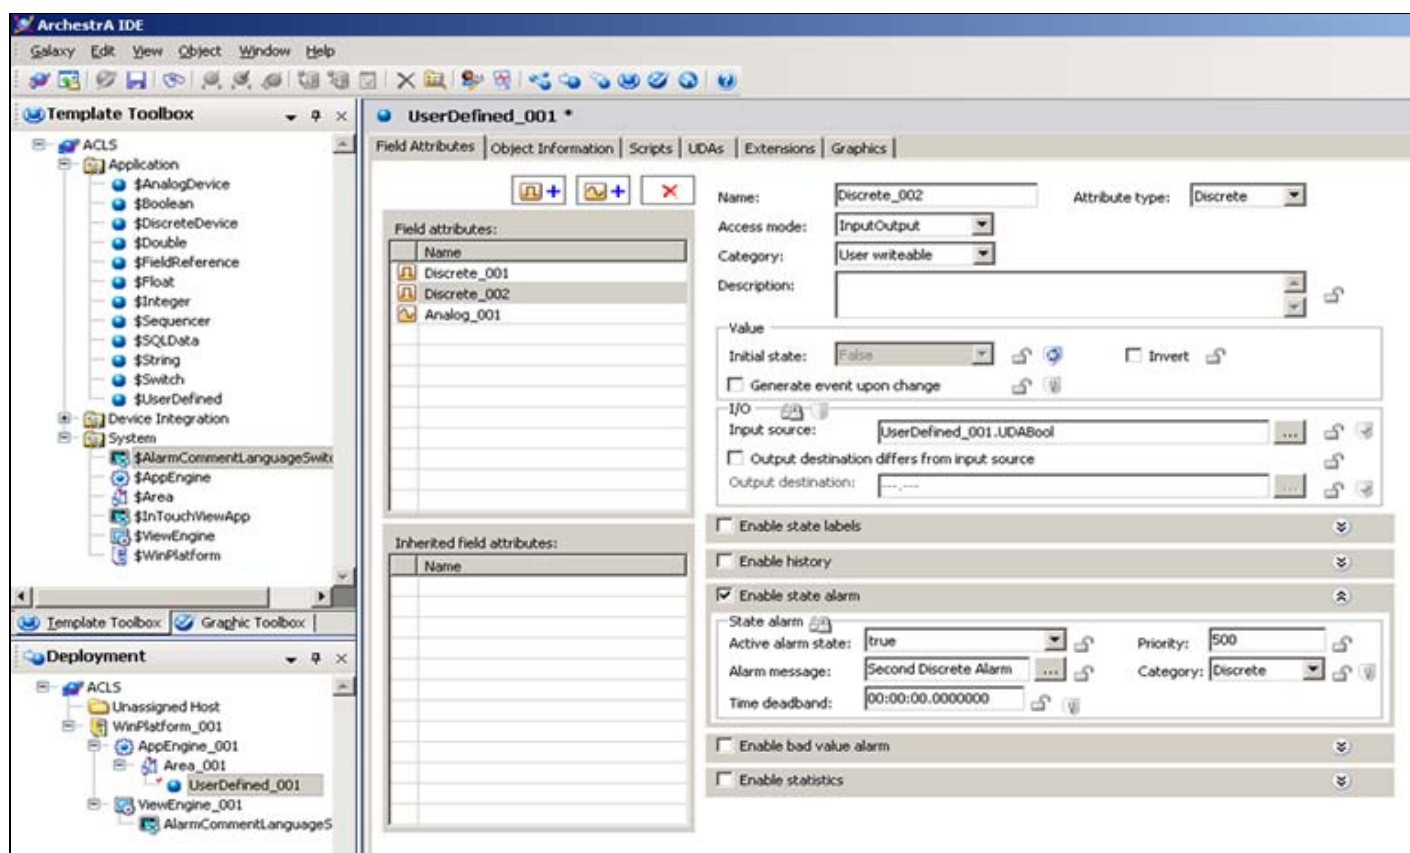 ArchestrA IDE
Galaxy Edit View Object Window Help
Template Toolbox
ACLS
Application
$AnalogDevice
$Boolean
$DiscreteDevice
$Double
$FieldReference
$Float
$Integer
$Sequencer
$SQLData
$String
$Switch
$UserDefined
Device Integration
System
$AlarmCommentLanguageSwitc
$AppEngine
$Area
$InTouchViewApp
$ViewEngine
$WinPlatform
Template Toolbox Graphic Toolbox
Deployment
ACLS
Unassigned Host
WinPlatform_001
AppEngine_001
Area_001
UserDefined_001
ViewEngine_001
AlarmCommentLanguageS
UserDefined_001 *
Field Attributes Object Information Scripts UDAs Extensions Graphics
Field attributes:
Name
Discrete_001
Discrete_002
Analog_001
Inherited field attributes:
Name
Name: Discrete_002 Attribute type: Discrete
Access mode: InputOutput
Category: User writeable
Description:
Value
Initial state: False Invert
Generate event upon change
I/O
Input source: UserDefined_001.UDABool ...
Output destination differs from input source
Output destination: ---.--- ...
Enable state labels
Enable history
Enable state alarm
State alarm
Active alarm state: true Priority: 500
Alarm message: Second Discrete Alarm ... Category: Discrete
Time deadband: 00:00:00.0000000
Enable bad value alarm
Enable statistics